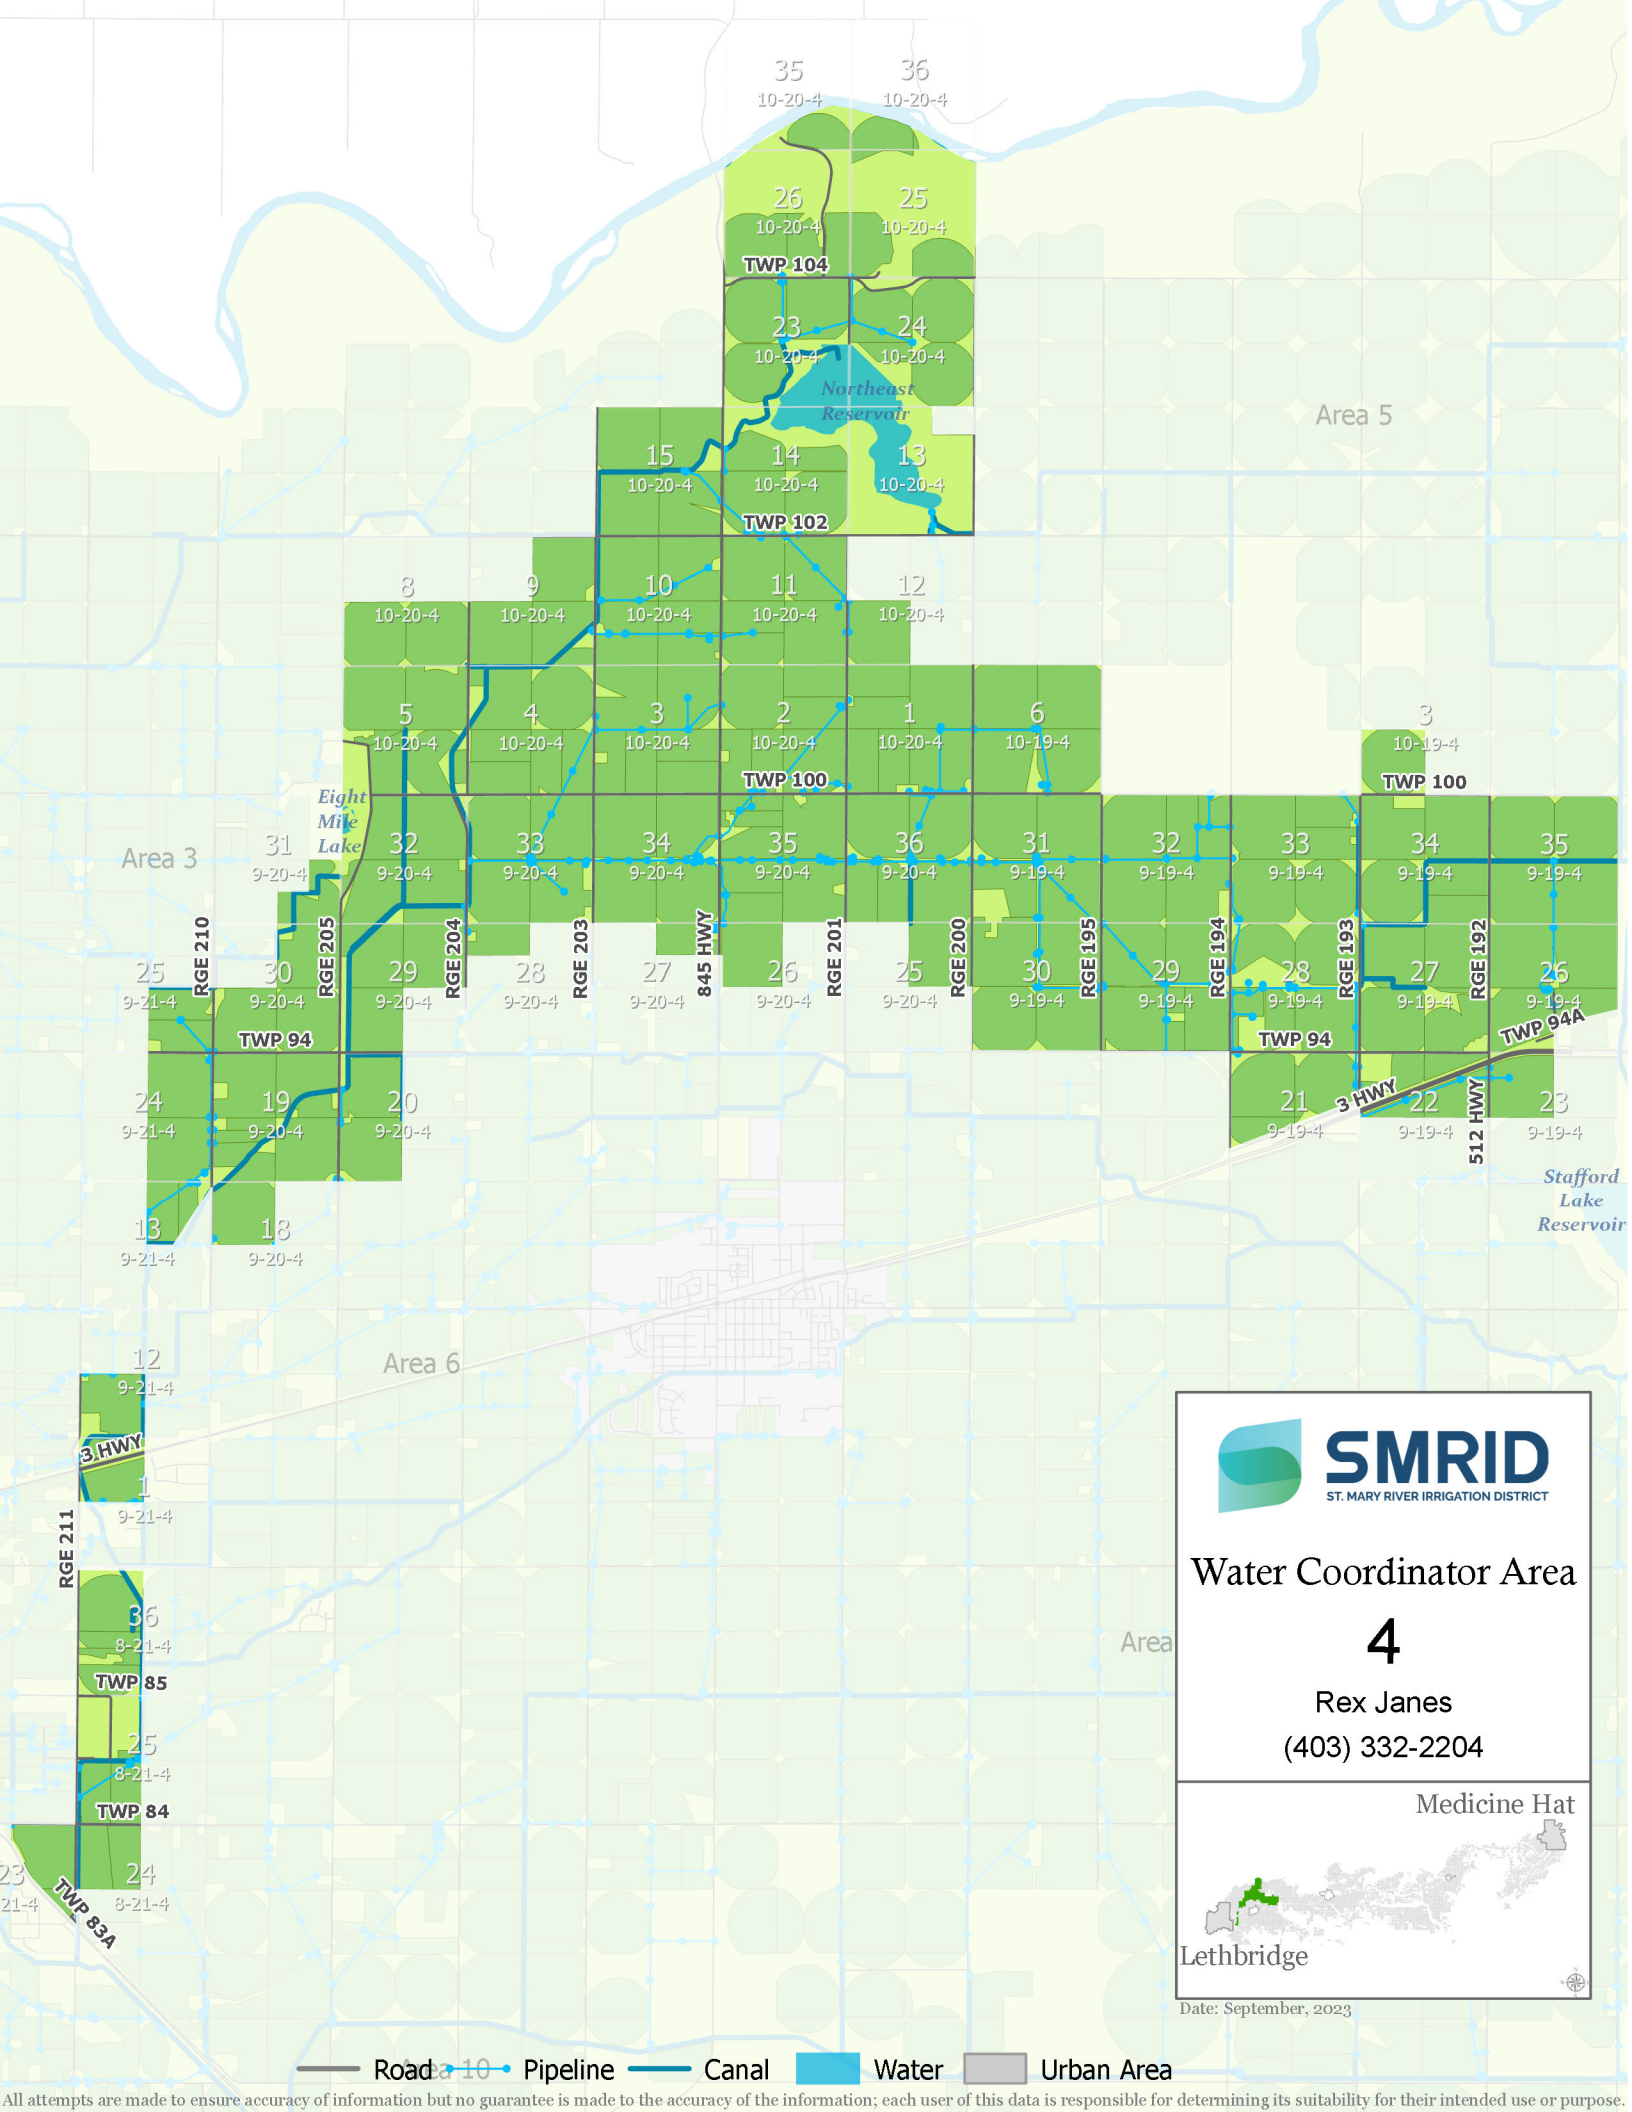 35
36
10-20-4
10-20-4
26
25
10-20-4
10-20-4
TWP 104
23
24
10-20-4
10-20-4
Northeast
Reservoir
Area 5
15
14
13
10-20-4
10-20-4
10-20-4
TWP 102
8
9
10
11
12
10-20-4
10-20-4
10-20-4
10-20-4
10-20-4
5
4
3
2
1
6
3
10-20-4
10-20-4
10-20-4
10-20-4
10-20-4
10-19-4
10-19-4
TWP 100
TWP 100
Eight
Mile
Lake
Area 3
31
32
33
34
35
36
31
32
33
34
35
9-20-4
9-20-4
9-20-4
9-20-4
9-20-4
9-20-4
9-19-4
9-19-4
9-19-4
9-19-4
9-19-4
RGE 210
RGE 205
RGE 204
RGE 203
845 HWY
RGE 201
RGE 200
RGE 195
RGE 194
RGE 193
RGE 192
25
30
29
28
27
26
25
30
29
28
27
26
9-21-4
9-20-4
9-20-4
9-20-4
9-20-4
9-20-4
9-20-4
9-19-4
9-19-4
9-19-4
9-19-4
9-19-4
TWP 94
TWP 94
TWP 94A
24
19
20
21
22
23
9-21-4
9-20-4
9-20-4
9-19-4
9-19-4
9-19-4
3 HWY
512 HWY
Stafford
Lake
Reservoir
13
18
9-21-4
9-20-4
Area 6
12
9-21-4
3 HWY
1
9-21-4
RGE 211
36
8-21-4
TWP 85
25
8-21-4
TWP 84
23
24
21-4
8-21-4
TWP 83A
Area
SMRID
ST. MARY RIVER IRRIGATION DISTRICT
Water Coordinator Area
4
Rex Janes
(403) 332-2204
Medicine Hat
Lethbridge
Date: September, 2023
Area 10
Road
Pipeline
Canal
Water
Urban Area
All attempts are made to ensure accuracy of information but no guarantee is made to the accuracy of the information; each user of this data is responsible for determining its suitability for their intended use or purpose.